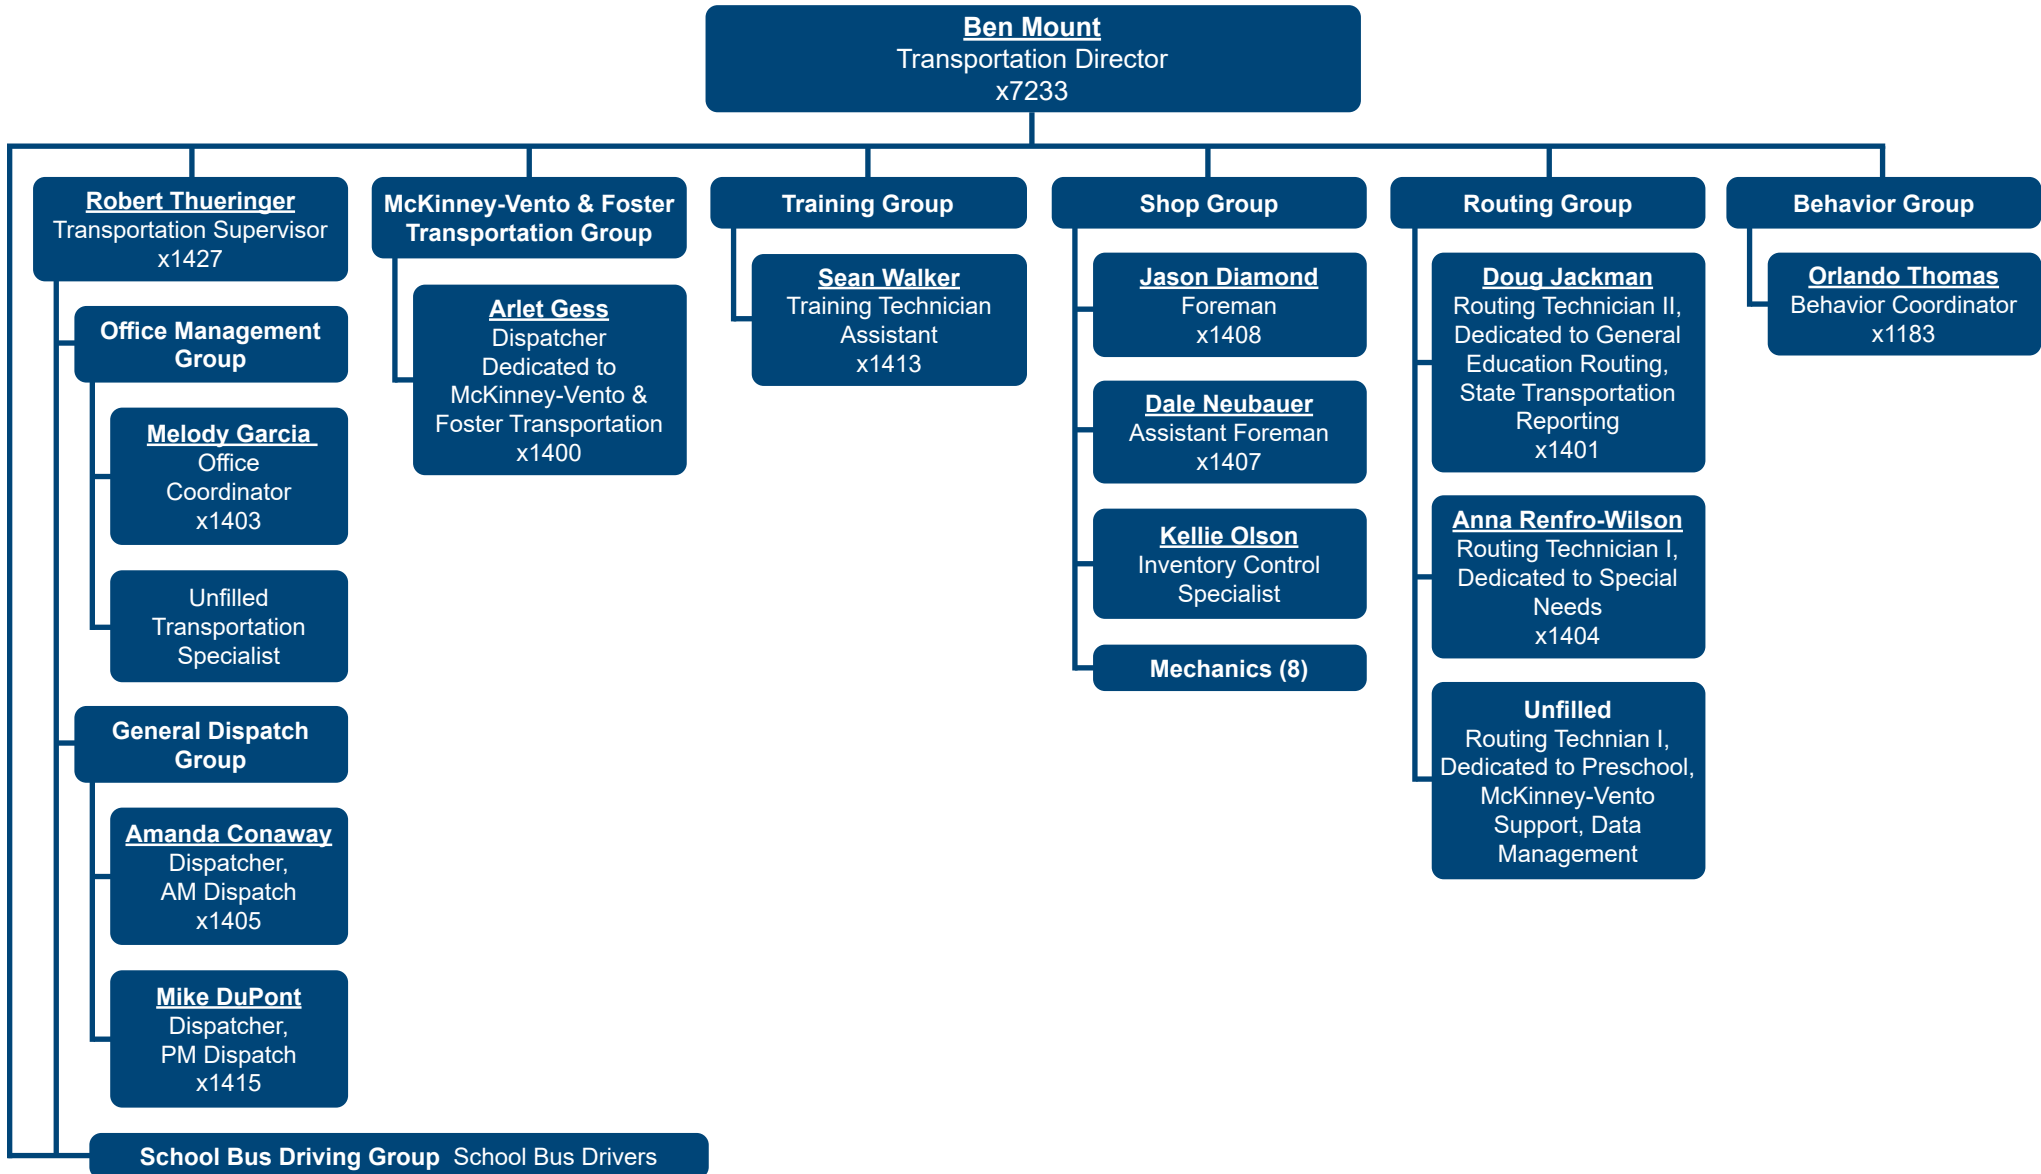 Ben Mount
Transportation Director
x7233
Robert Thueringer
Transportation Supervisor
x1427
Office Management
Group
Melody Garcia
Office
Coordinator
x1403
Unfilled
Transportation
Specialist
General Dispatch
Group
Amanda Conaway
Dispatcher,
AM Dispatch
x1405
Mike DuPont
Dispatcher,
PM Dispatch
x1415
School Bus Driving Group School Bus Drivers
McKinney-Vento & Foster
Transportation Group
Arlet Gess
Dispatcher
Dedicated to
McKinney-Vento &
Foster Transportation
x1400
Training Group
Sean Walker
Training Technician
Assistant
x1413
Shop Group
Jason Diamond
Foreman
x1408
Dale Neubauer
Assistant Foreman
x1407
Kellie Olson
Inventory Control
Specialist
Mechanics (8)
Routing Group
Doug Jackman
Routing Technician II,
Dedicated to General
Education Routing,
State Transportation
Reporting
x1401
Anna Renfro-Wilson
Routing Technician I,
Dedicated to Special
Needs
x1404
Unfilled
Routing Technian I,
Dedicated to Preschool,
McKinney-Vento
Support, Data
Management
Behavior Group
Orlando Thomas
Behavior Coordinator
x1183